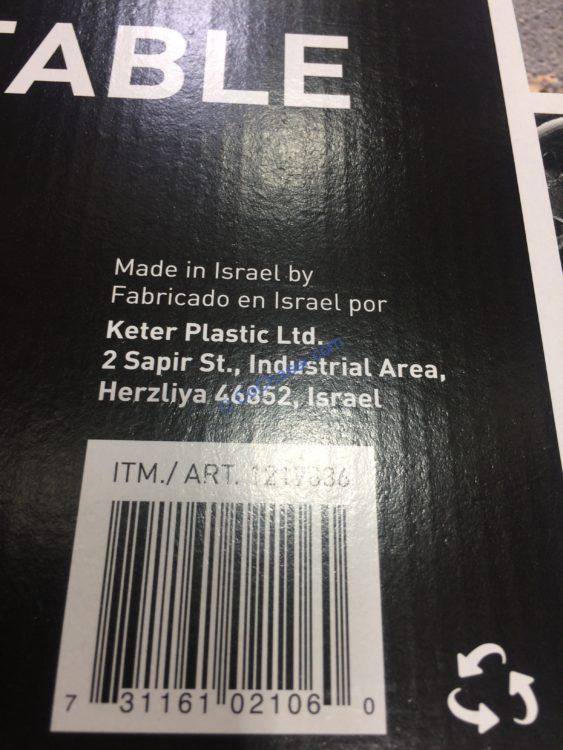 TABLE
Made in Israel by
Fabricado en Israel por
Keter Plastic Ltd.
2 Sapir St., Industrial Area,
Herzliya 46852, Israel
ITM./ ART.
7 31161 02106 0